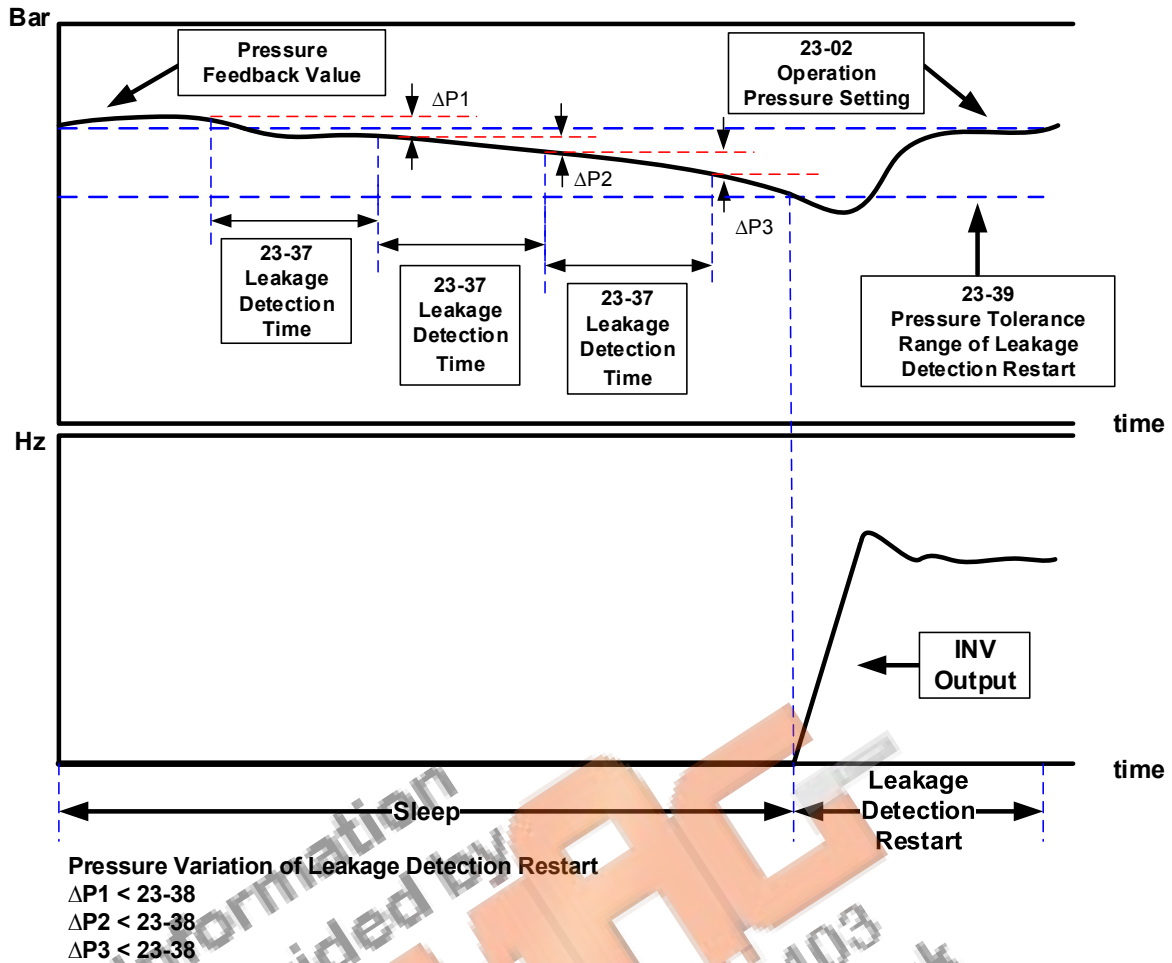 Bar
Pressure
Feedback Value
23-02
Operation
Pressure Setting
ΔP1
ΔP2
ΔP3
23-37
Leakage
Detection
Time
23-37
Leakage
Detection
Time
23-37
Leakage
Detection
Time
23-39
Pressure Tolerance
Range of Leakage
Detection Restart
time
Hz
INV
Output
time
Sleep
Leakage
Detection
Restart
Pressure Variation of Leakage Detection Restart
ΔP1 < 23-38
ΔP2 < 23-38
ΔP3 < 23-38